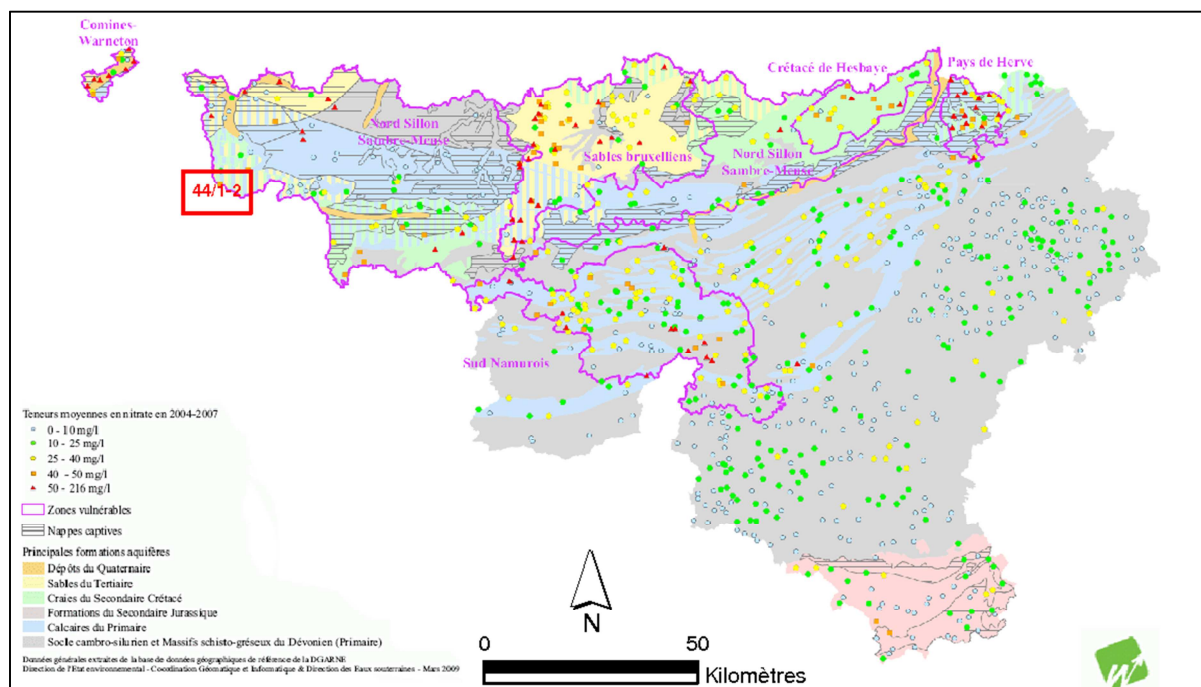 Comines-
Warneton
Crétacé de Hesbaye
Pays de Herve
Nord Sillon
Sambre-Meuse
Sables bruxelliens
Nord Sillon
Sambre-Meuse
44/1-2
Sud Namurois
Teneurs moyennes en nitrate en 2004-2007
0 - 10 mg/l
10 - 25 mg/l
25 - 40 mg/l
40 - 50 mg/l
50 - 216 mg/l
Zones vulnérables
Nappes captives
Principales formations aquifères
Dépôts du Quaternaire
Sables du Tertiaire
Craies du Secondaire Crétacé
Formations du Secondaire Jurassique
Calcaires du Primaire
Socle cambro-silurien et Massifs schisto-gréseux du Dévonien (Primaire)
Données générales extraites de la base de données géographiques de référence de la DGARNE
Direction de l'Etat environnemental - Coordination Géomatique et Informatique & Direction des Eaux souterraines - Mars 2009
N
0 50
Kilomètres